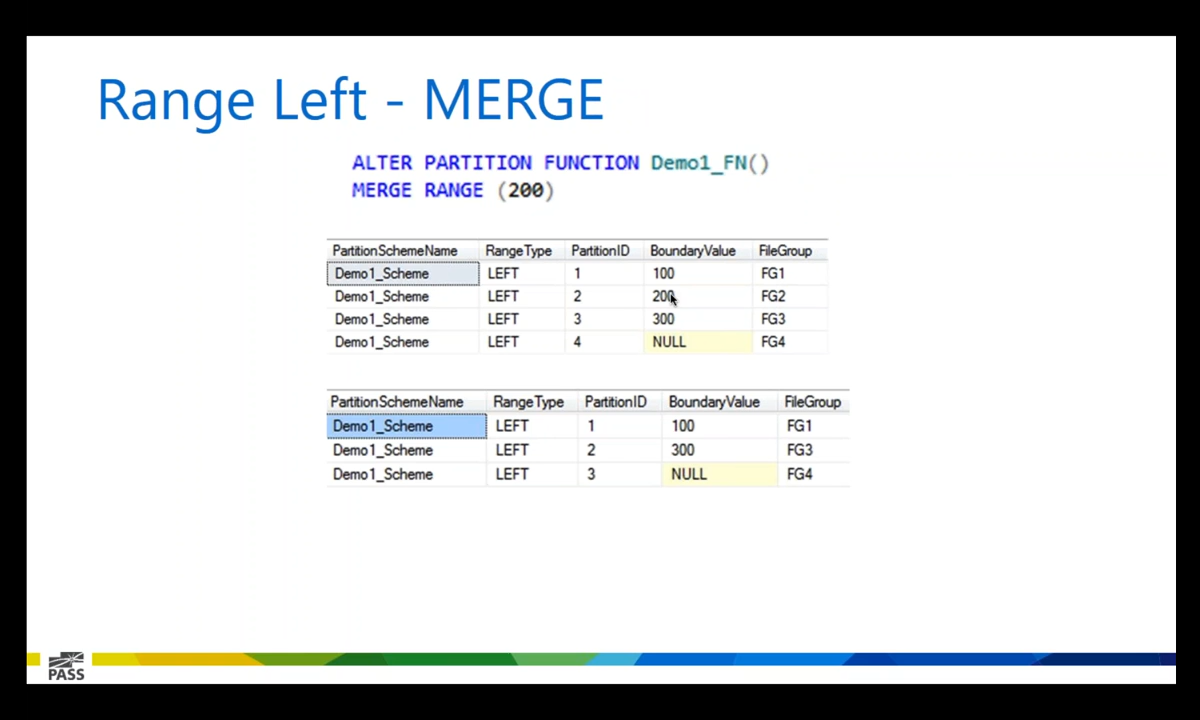 Range Left - MERGE
ALTER PARTITION FUNCTION Demo1_FN()
MERGE RANGE (200)
PartitionSchemeName RangeType PartitionID BoundaryValue FileGroup
Demo1_Scheme LEFT 1 100 FG1
Demo1_Scheme LEFT 2 200 FG2
Demo1_Scheme LEFT 3 300 FG3
Demo1_Scheme LEFT 4 NULL FG4
PartitionSchemeName RangeType PartitionID BoundaryValue FileGroup
Demo1_Scheme LEFT 1 100 FG1
Demo1_Scheme LEFT 2 300 FG3
Demo1_Scheme LEFT 3 NULL FG4
PASS